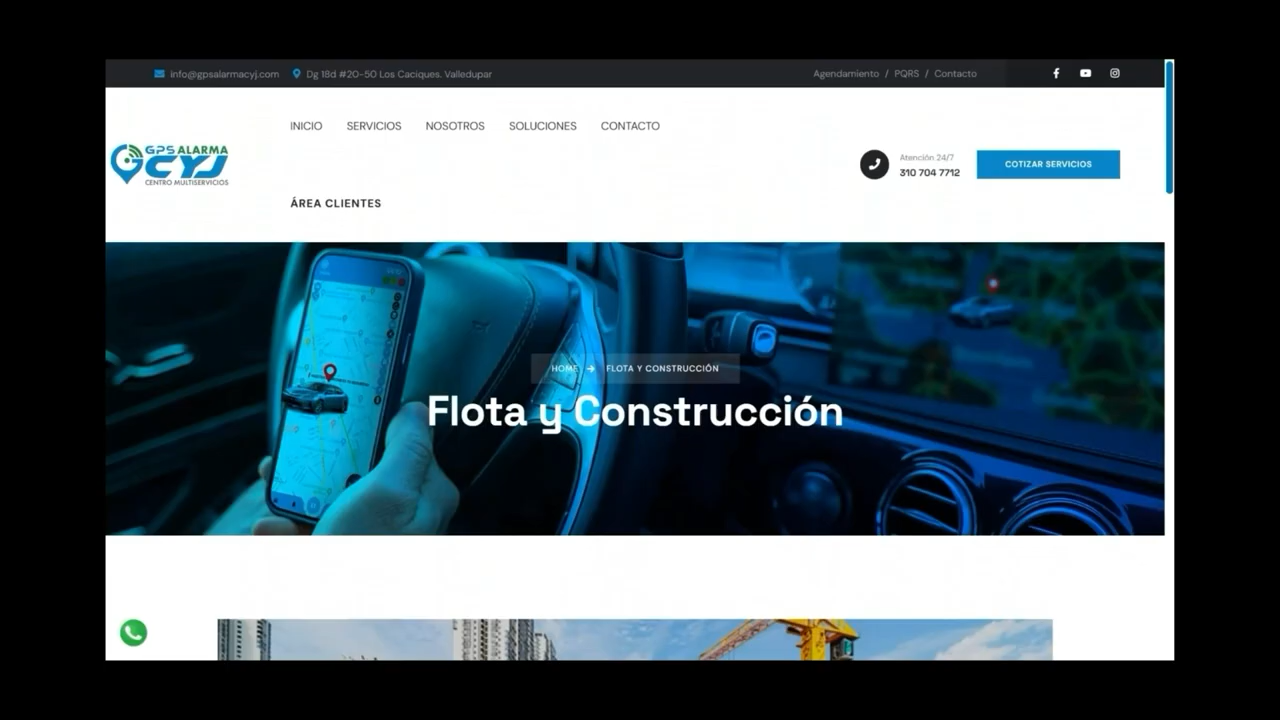 info@gpsalarmacyj.com Dg 18d #20-50 Los Caciques. Valledupar
Agendamiento / PQRS / Contacto
INICIO SERVICIOS NOSOTROS SOLUCIONES CONTACTO
GPS ALARMA
CYJ
CENTRO MULTISERVICIOS
Atención 24/7
310 704 7712
COTIZAR SERVICIOS
ÁREA CLIENTES
HOME → FLOTA Y CONSTRUCCIÓN
Flota y Construcción